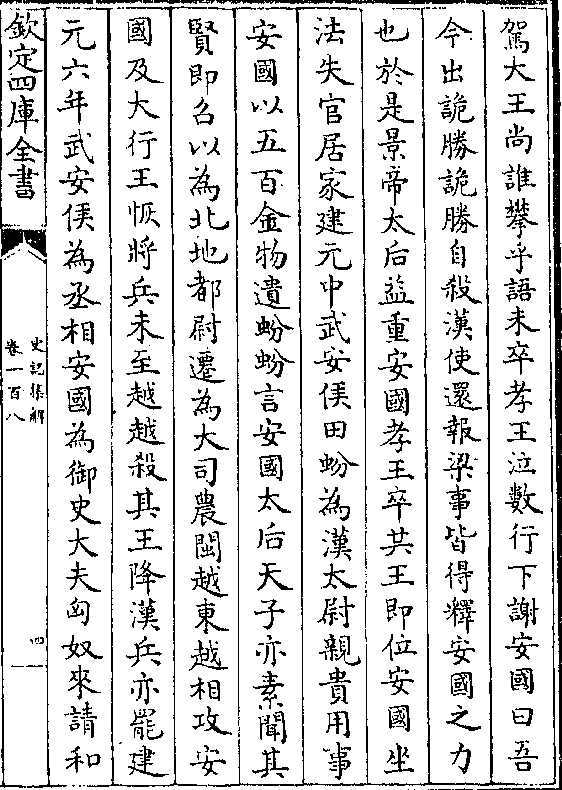 駕大王尚誰攀乎語未卒孝王泣數行下謝安國曰吾
今出詭勝詭勝自殺漢使還報梁事皆得釋安國之力
也於是景帝太后益重安國孝王卒共王即位安國坐
法失官居家建元中武安侯田蚡為漢太尉親貴用事
安國以五百金物遺蚡蚡言安國太后天子亦素聞其
賢即召以為北地都尉遷為大司農閩越東越相攻安
國及大行王恢將兵未至越越殺其王降漢兵亦罷建
元六年武安侯為丞相安國為御史大夫匈奴來請和
欽定四庫全書
史記集解
卷一百八
四